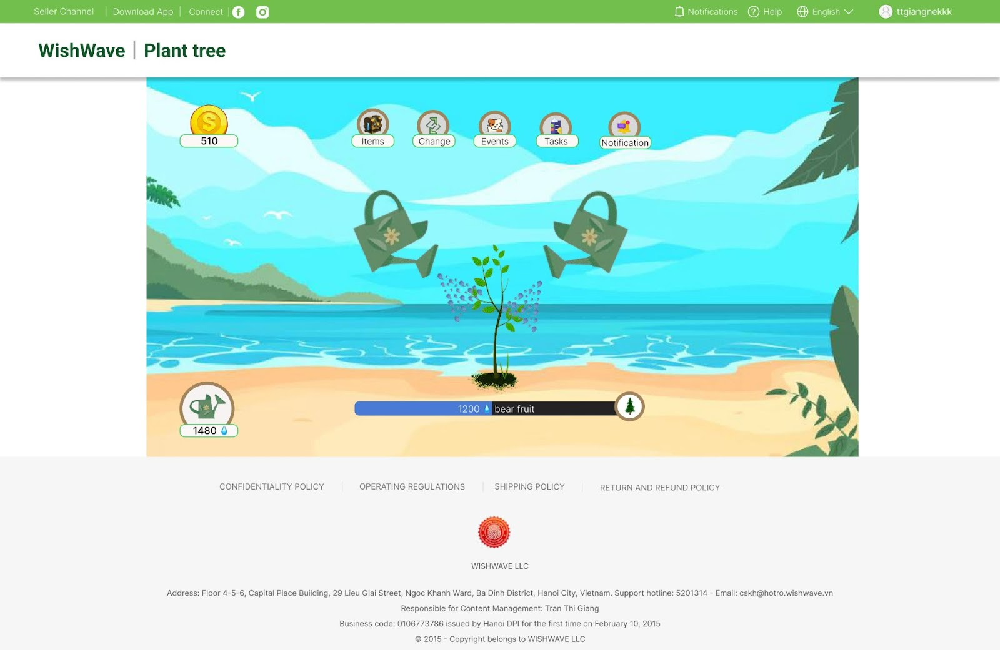 Seller Channel | Download App | Connect | Notifications Help English ttgiangnekkk
WishWave | Plant tree
510
Items Change Events Tasks Notification
1200 bear fruit
1480
CONFIDENTIALITY POLICY | OPERATING REGULATIONS | SHIPPING POLICY | RETURN AND REFUND POLICY
WISHWAVE LLC
Address: Floor 4-5-6, Capital Place Building, 29 Lieu Giai Street, Ngoc Khanh Ward, Ba Dinh District, Hanoi City, Vietnam. Support hotline: 5201314 - Email: cskh@hotro.wishwave.vn
Responsible for Content Management: Tran Thi Giang
Business code: 0106773786 issued by Hanoi DPI for the first time on February 10, 2015
© 2015 - Copyright belongs to WISHWAVE LLC